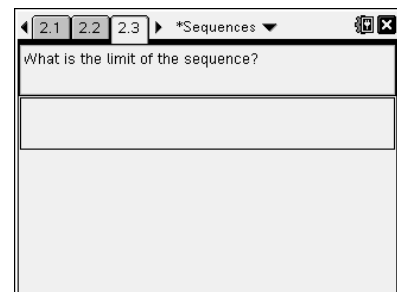 2.1 2.2 2.3 *Sequences
What is the limit of the sequence?